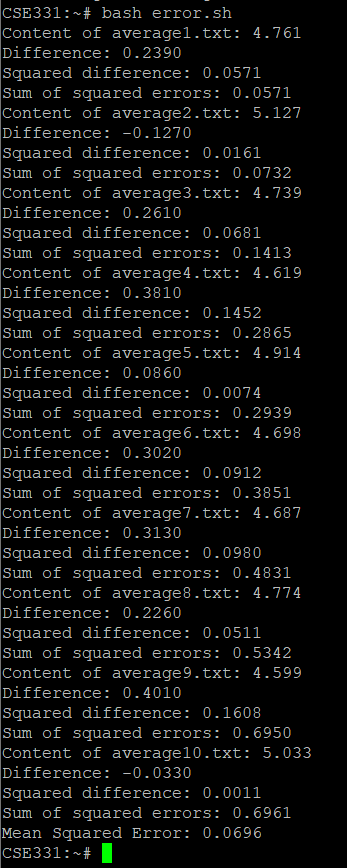 CSE331:~# bash error.sh
Content of average1.txt: 4.761
Difference: 0.2390
Squared difference: 0.0571
Sum of squared errors: 0.0571
Content of average2.txt: 5.127
Difference: -0.1270
Squared difference: 0.0161
Sum of squared errors: 0.0732
Content of average3.txt: 4.739
Difference: 0.2610
Squared difference: 0.0681
Sum of squared errors: 0.1413
Content of average4.txt: 4.619
Difference: 0.3810
Squared difference: 0.1452
Sum of squared errors: 0.2865
Content of average5.txt: 4.914
Difference: 0.0860
Squared difference: 0.0074
Sum of squared errors: 0.2939
Content of average6.txt: 4.698
Difference: 0.3020
Squared difference: 0.0912
Sum of squared errors: 0.3851
Content of average7.txt: 4.687
Difference: 0.3130
Squared difference: 0.0980
Sum of squared errors: 0.4831
Content of average8.txt: 4.774
Difference: 0.2260
Squared difference: 0.0511
Sum of squared errors: 0.5342
Content of average9.txt: 4.599
Difference: 0.4010
Squared difference: 0.1608
Sum of squared errors: 0.6950
Content of average10.txt: 5.033
Difference: -0.0330
Squared difference: 0.0011
Sum of squared errors: 0.6961
Mean Squared Error: 0.0696
CSE331:~#